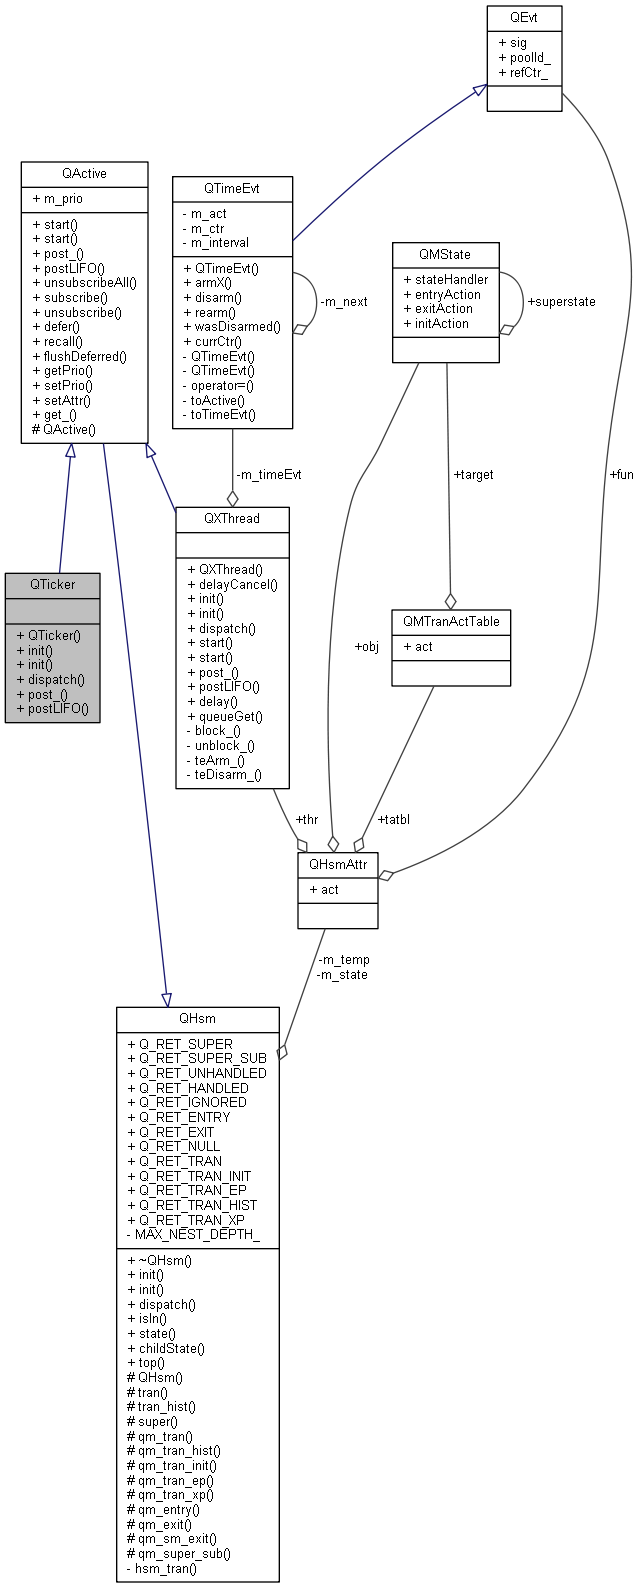 QEvt
+ sig
+ poolId_
+ refCtr_
QActive
+ m_prio
+ start()
+ start()
+ post_()
+ postLIFO()
+ unsubscribeAll()
+ subscribe()
+ unsubscribe()
+ defer()
+ recall()
+ flushDeferred()
+ getPrio()
+ setPrio()
+ setAttr()
+ get_()
# QActive()
QTimeEvt
- m_act
- m_ctr
- m_interval
+ QTimeEvt()
+ armX()
+ disarm()
+ rearm()
+ wasDisarmed()
+ currCtr()
- QTimeEvt()
- QTimeEvt()
- operator=()
- toActive()
- toTimeEvt()
-m_next
QMState
+ stateHandler
+ entryAction
+ exitAction
+ initAction
+superstate
-m_timeEvt
+target
+fun
QXThread
+ QXThread()
+ delayCancel()
+ init()
+ init()
+ dispatch()
+ start()
+ start()
+ post_()
+ postLIFO()
+ delay()
+ queueGet()
- block_()
- unblock_()
- teArm_()
- teDisarm_()
QTicker
+ QTicker()
+ init()
+ init()
+ dispatch()
+ post_()
+ postLIFO()
QMTranActTable
+ act
+obj
+thr
+tatbl
QHsmAttr
+ act
-m_temp
-m_state
QHsm
+ Q_RET_SUPER
+ Q_RET_SUPER_SUB
+ Q_RET_UNHANDLED
+ Q_RET_HANDLED
+ Q_RET_IGNORED
+ Q_RET_ENTRY
+ Q_RET_EXIT
+ Q_RET_NULL
+ Q_RET_TRAN
+ Q_RET_TRAN_INIT
+ Q_RET_TRAN_EP
+ Q_RET_TRAN_HIST
+ Q_RET_TRAN_XP
- MAX_NEST_DEPTH_
+ ~QHsm()
+ init()
+ init()
+ dispatch()
+ isIn()
+ state()
+ childState()
+ top()
# QHsm()
# tran()
# tran_hist()
# super()
# qm_tran()
# qm_tran_hist()
# qm_tran_init()
# qm_tran_ep()
# qm_tran_xp()
# qm_entry()
# qm_exit()
# qm_sm_exit()
# qm_super_sub()
- hsm_tran()